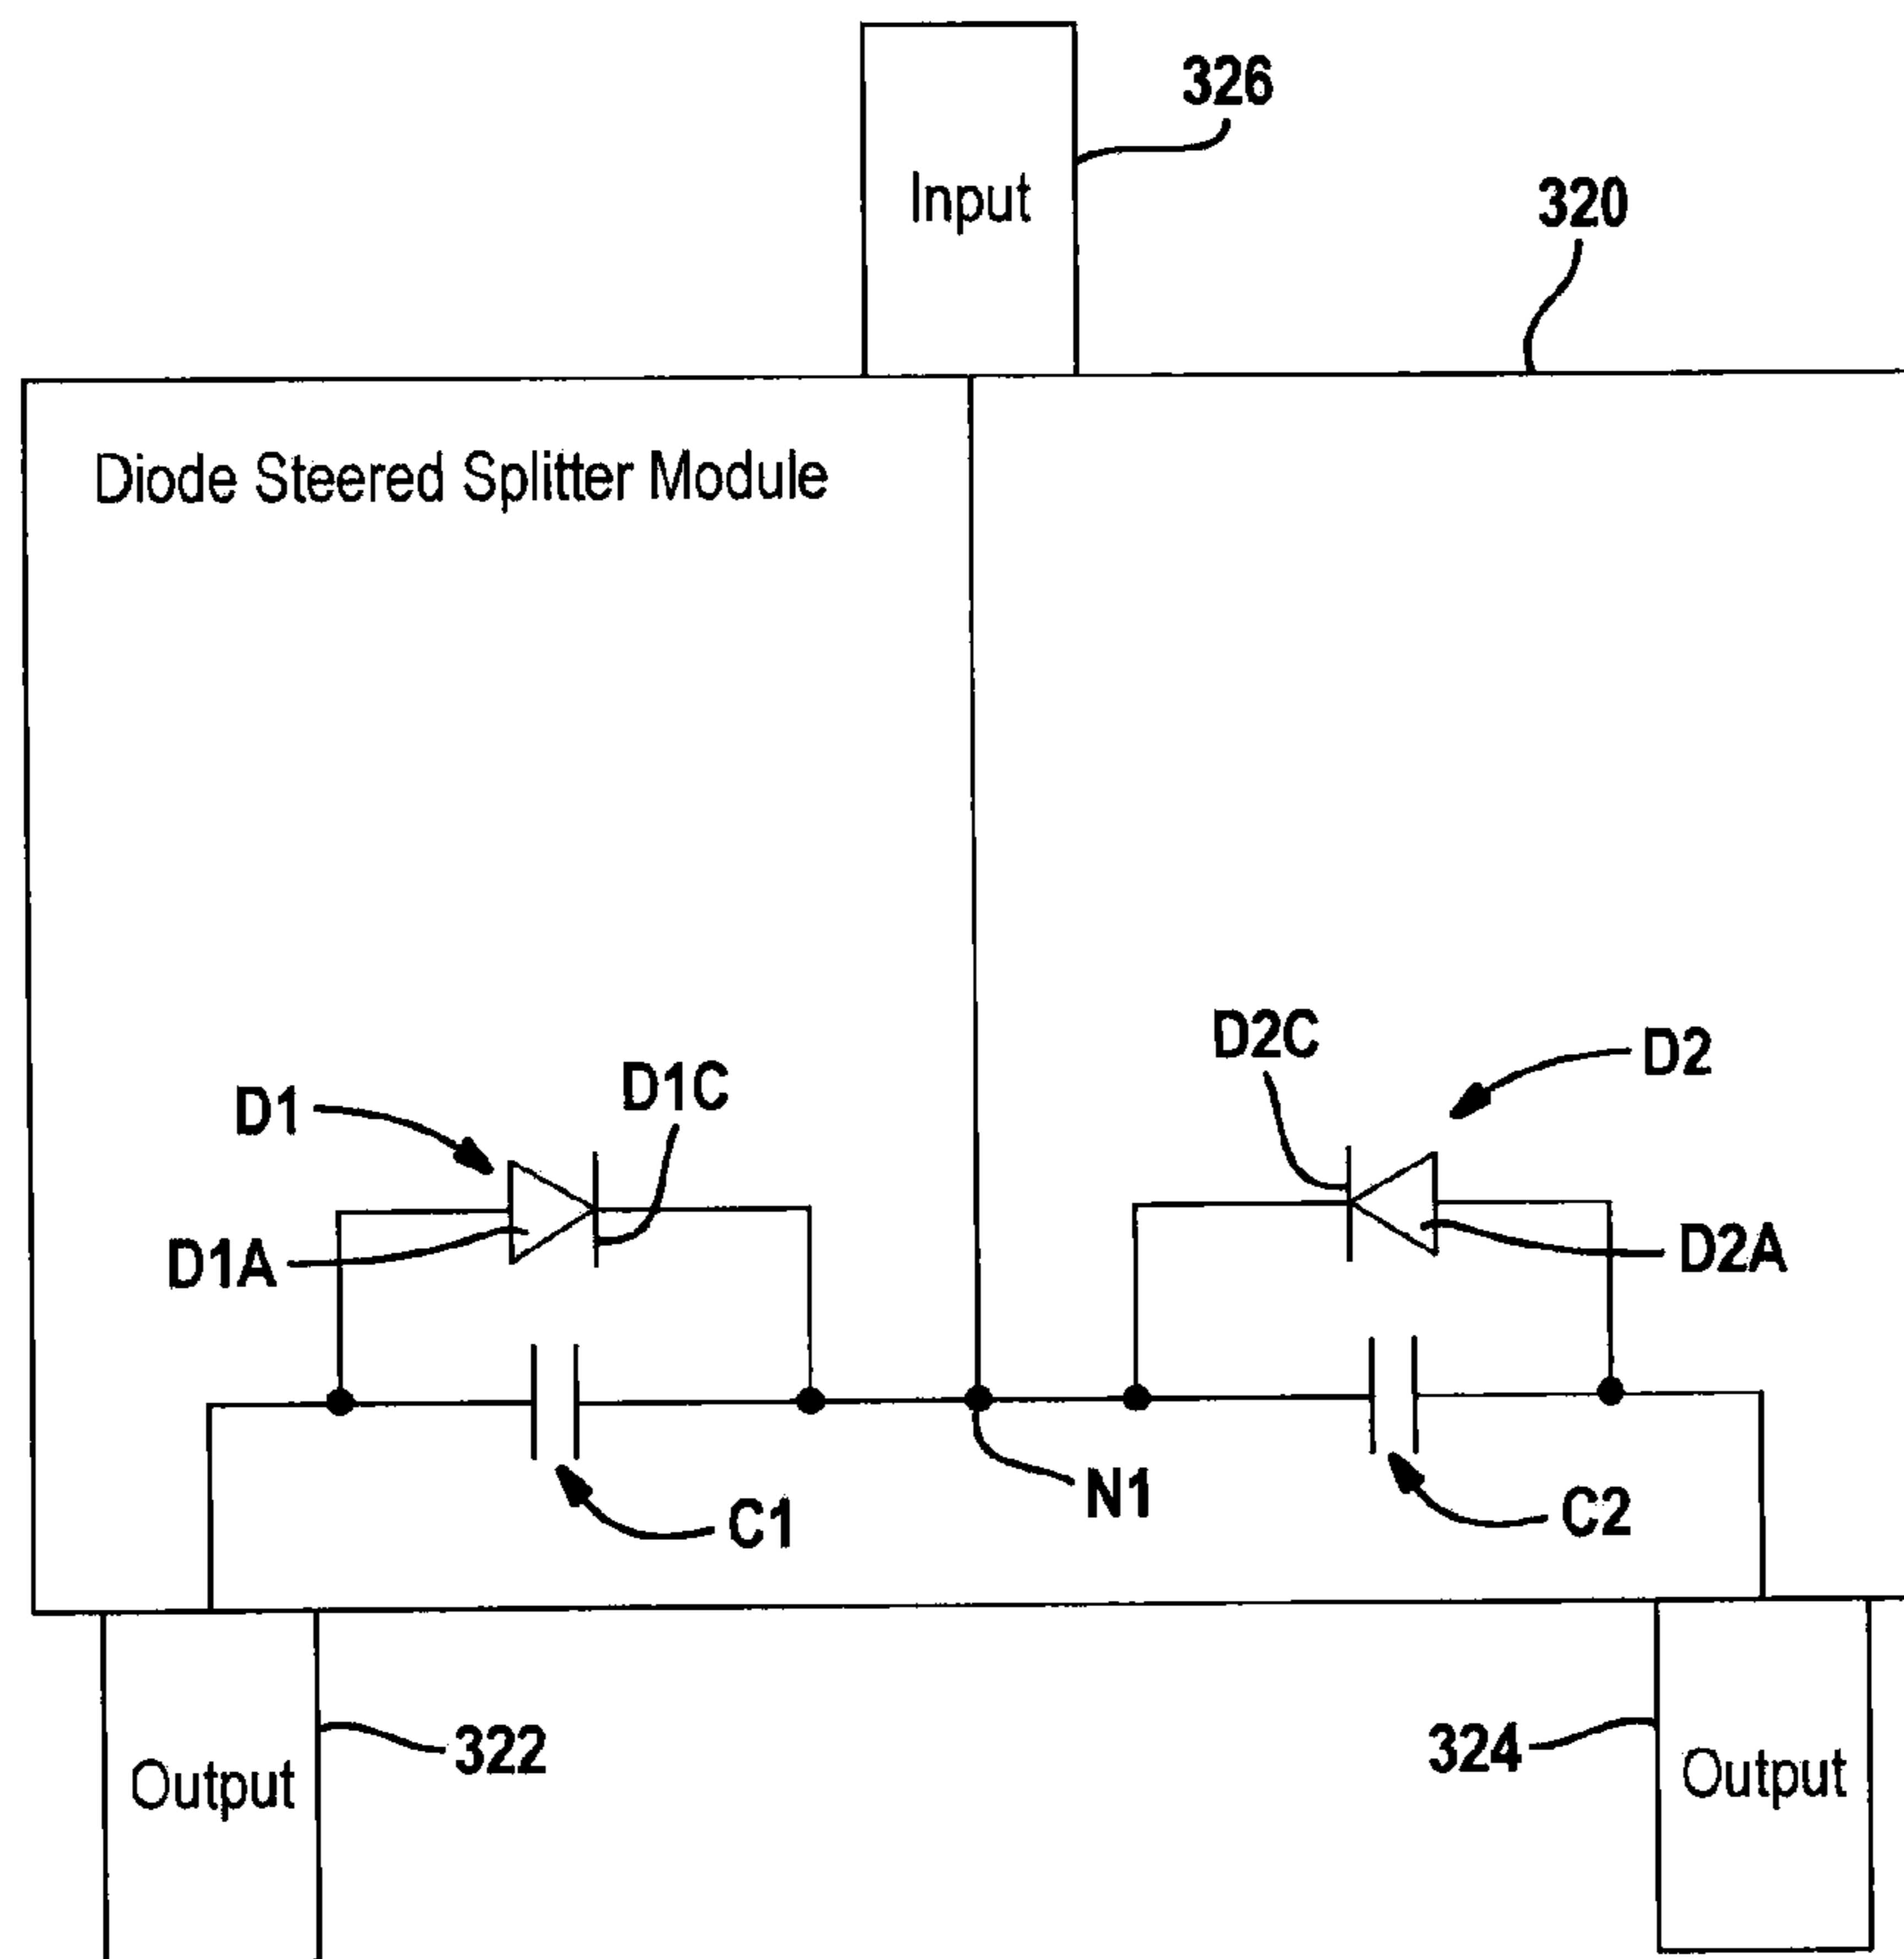 326
Input
320
Diode Steered Splitter Module
D2C
D2
D1C
D1
D1A
D2A
N1
C2
C1
322
324
Output
Output